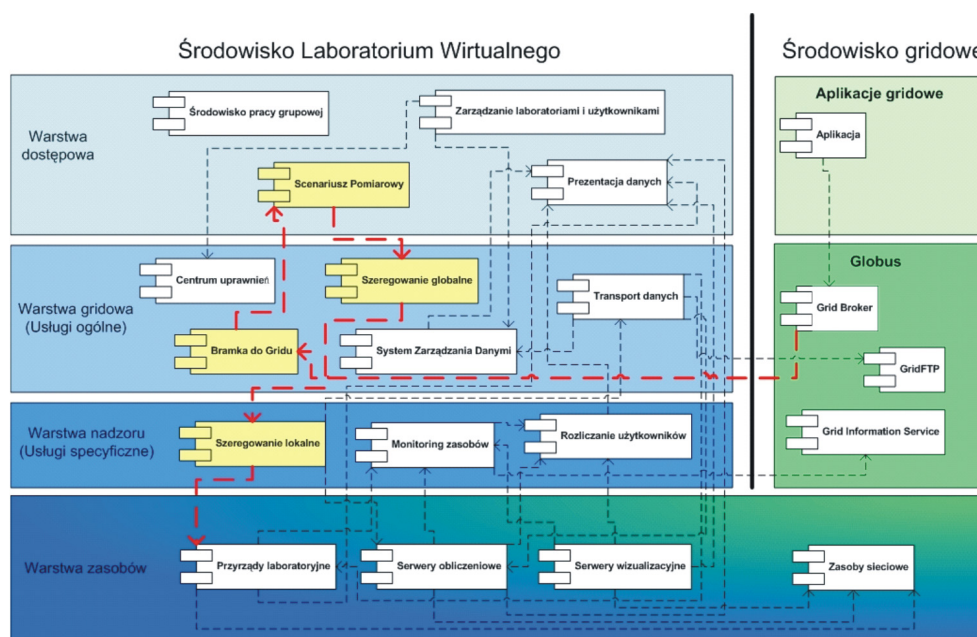 Środowisko Laboratorium Wirtualnego
Środowisko gridowe
Warstwa
dostępowa
Środowisko pracy grupowej
Zarządzanie laboratoriami i użytkownikami
Scenariusz Pomiarowy
Prezentacja danych
Aplikacje gridowe
Aplikacja
Warstwa gridowa
(Usługi ogólne)
Centrum uprawnień
Szeregowanie globalne
Transport danych
Bramka do Gridu
System Zarządzania Danymi
Globus
Grid Broker
GridFTP
Grid Information Service
Warstwa nadzoru
(Usługi specyficzne)
Szeregowanie lokalne
Monitoring zasobów
Rozliczanie użytkowników
Warstwa zasobów
Przyrządy laboratoryjne
Serwery obliczeniowe
Serwery wizualizacyjne
Zasoby sieciowe